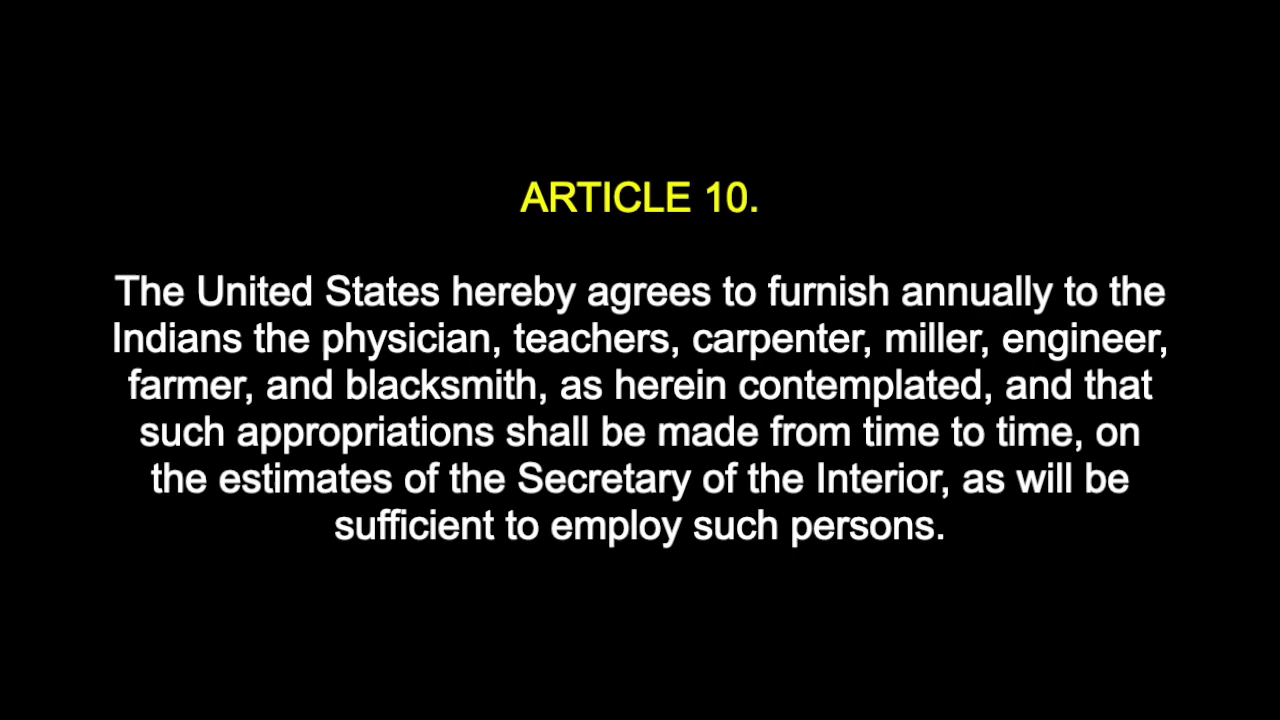 ARTICLE 10.
The United States hereby agrees to furnish annually to the
Indians the physician, teachers, carpenter, miller, engineer,
farmer, and blacksmith, as herein contemplated, and that
such appropriations shall be made from time to time, on
the estimates of the Secretary of the Interior, as will be
sufficient to employ such persons.